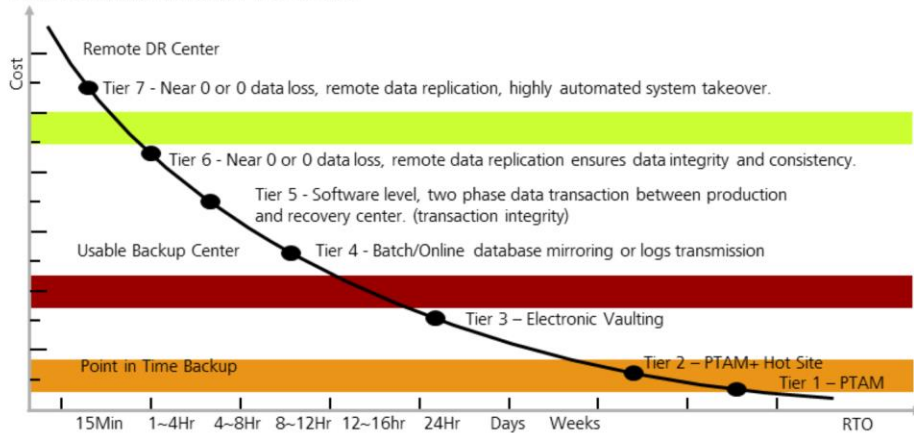 Cost
Remote DR Center
Tier 7 - Near 0 or 0 data loss, remote data replication, highly automated system takeover.
Tier 6 - Near 0 or 0 data loss, remote data replication ensures data integrity and consistency.
Tier 5 - Software level, two phase data transaction between production
and recovery center. (transaction integrity)
Usable Backup Center
Tier 4 - Batch/Online database mirroring or logs transmission
Tier 3 – Electronic Vaulting
Point in Time Backup
Tier 2 – PTAM+ Hot Site
Tier 1 – PTAM
15Min 1~4Hr 4~8Hr 8~12Hr 12~16hr 24Hr Days Weeks RTO